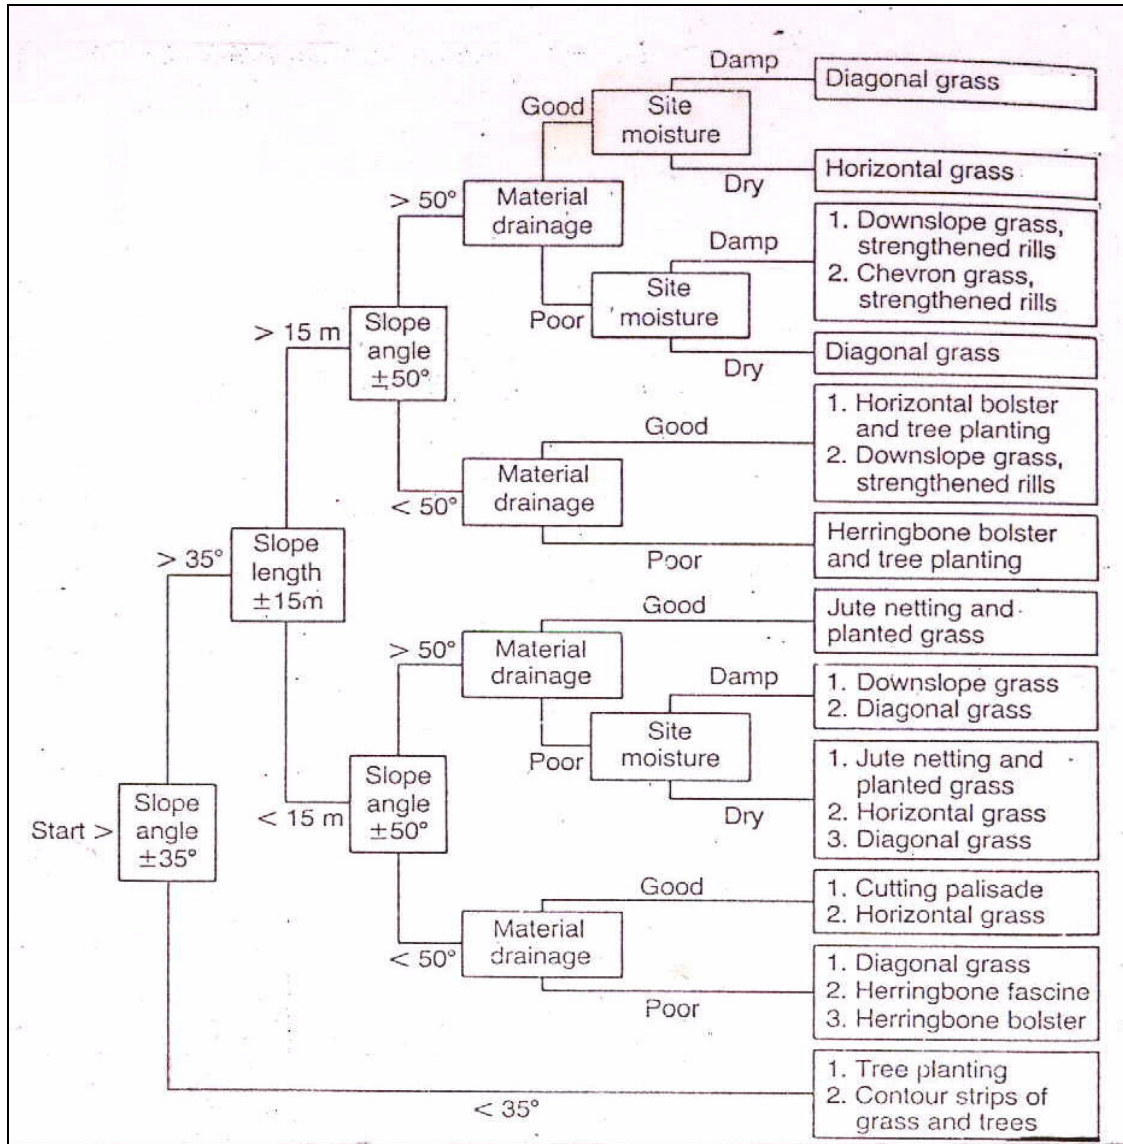 Damp
Diagonal grass
Good
Site
moisture
Dry
Horizontal grass
> 50°
Material
drainage
Damp
1. Downslope grass,
strengthened rills
2. Chevron grass,
strengthened rills
Poor
Site
moisture
Dry
Diagonal grass
> 15 m
Slope
angle
±50°
Good
1. Horizontal bolster
and tree planting
2. Downslope grass,
strengthened rills
< 50°
Material
drainage
Poor
Herringbone bolster
and tree planting
> 35°
Slope
length
±15m
Good
Jute netting and
planted grass
> 50°
Material
drainage
Damp
1. Downslope grass
2. Diagonal grass
Poor
Site
moisture
Dry
1. Jute netting and
planted grass
2. Horizontal grass
3. Diagonal grass
< 15 m
Slope
angle
±50°
Start >
Slope
angle
±35°
Good
1. Cutting palisade
2. Horizontal grass
< 50°
Material
drainage
Poor
1. Diagonal grass
2. Herringbone fascine
3. Herringbone bolster
< 35°
1. Tree planting
2. Contour strips of
grass and trees